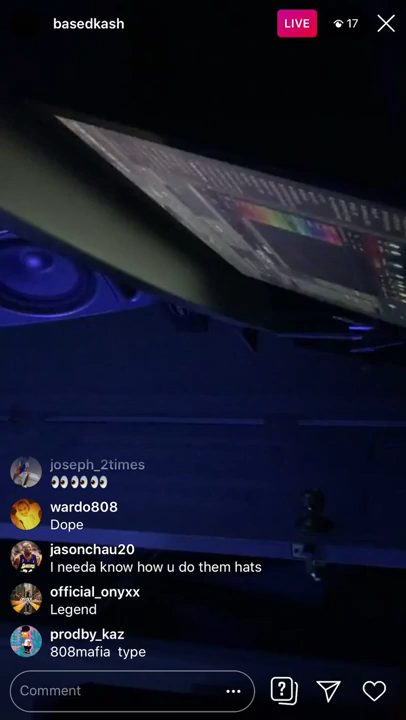 basedkash
LIVE
17
joseph_2times
👀👀👀👀👀👀
wardo808
Dope
jasonchau20
I needa know how u do them hats
official_onyxx
Legend
prodby_kaz
808mafia type
Comment